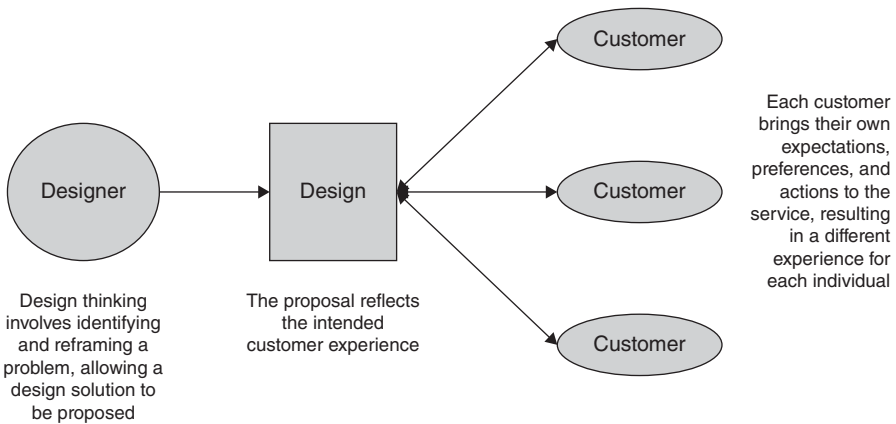 Customer
Designer
Design
Customer
Customer
Design thinking
involves identifying
and reframing a
problem, allowing a
design solution to
be proposed
The proposal reflects
the intended
customer experience
Each customer
brings their own
expectations,
preferences, and
actions to the
service, resulting
in a different
experience for
each individual